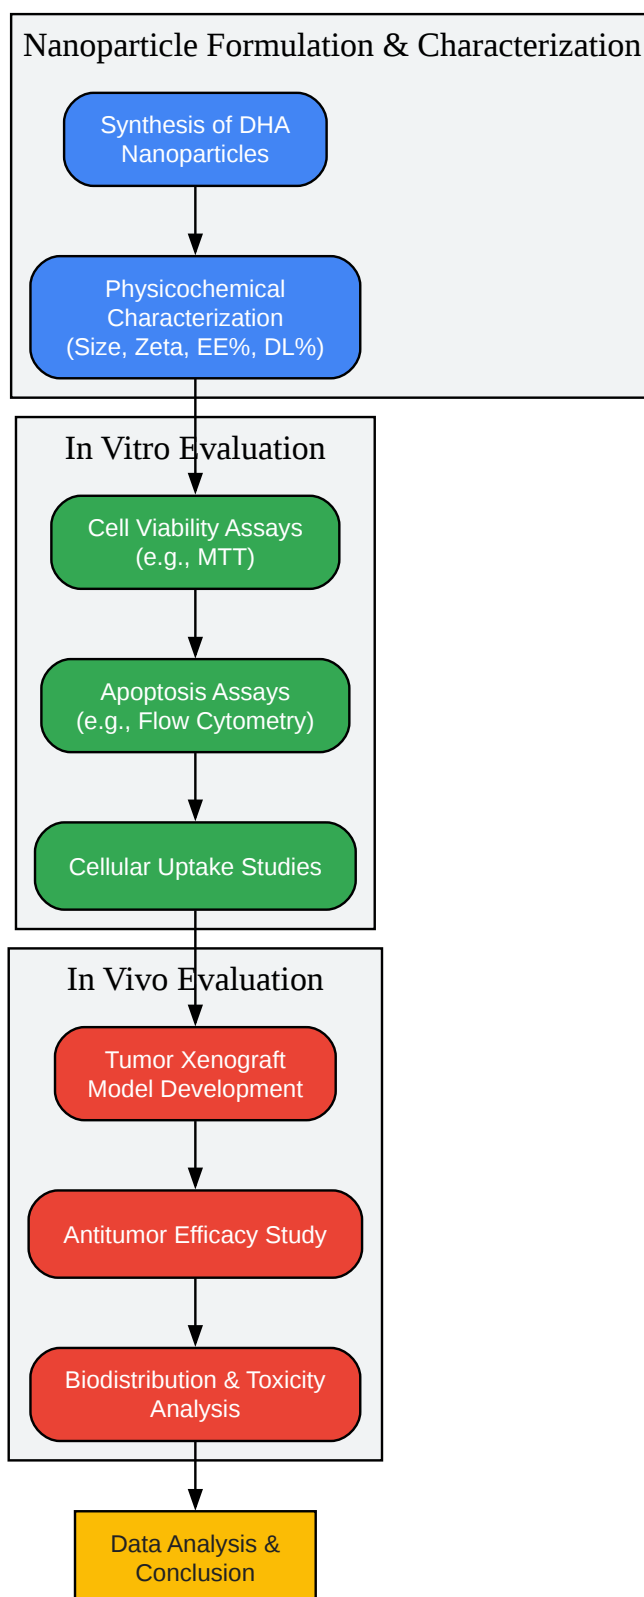 Nanoparticle Formulation & Characterization
Synthesis of DHA
Nanoparticles
Physicochemical
Characterization
(Size, Zeta, EE%, DL%)
In Vitro Evaluation
Cell Viability Assays
(e.g., MTT)
Apoptosis Assays
(e.g., Flow Cytometry)
Cellular Uptake Studies
In Vivo Evaluation
Tumor Xenograft
Model Development
Antitumor Efficacy Study
Biodistribution & Toxicity
Analysis
Data Analysis &
Conclusion